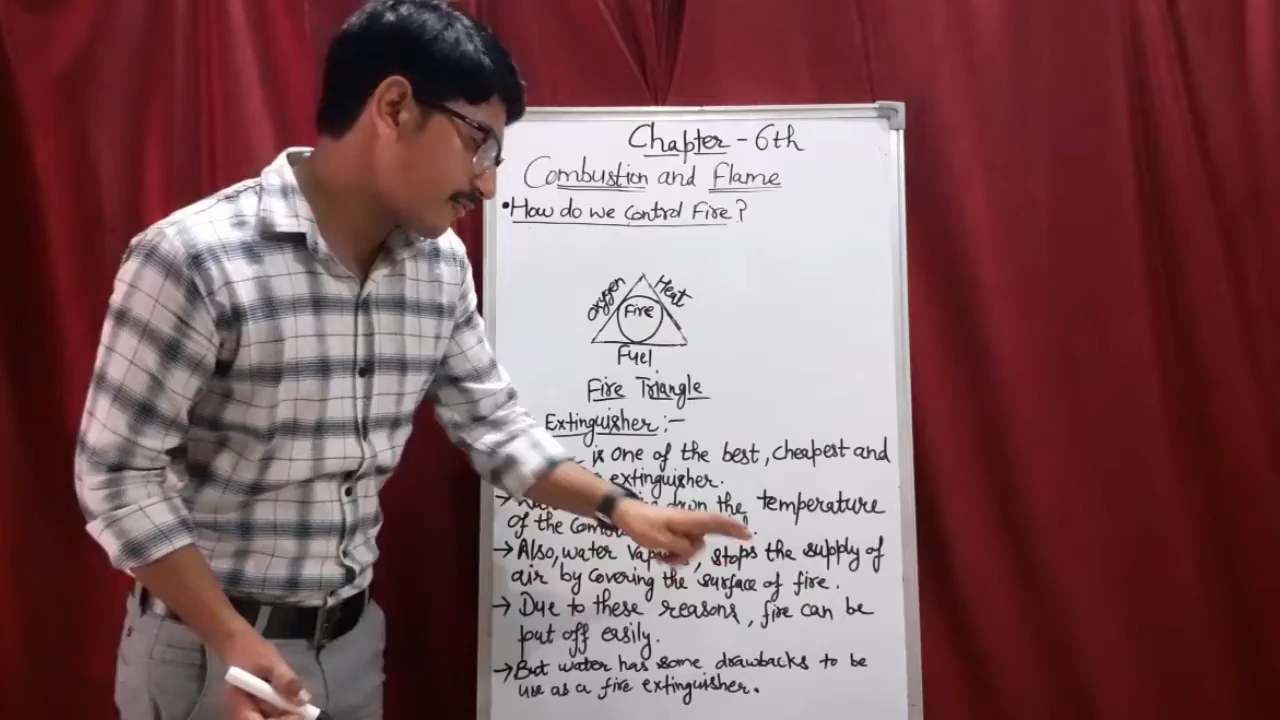 Chapter - 6th
Combustion and Flame
•How do we control Fire?
oxygen
Heat
Fire
Fuel
Fire Triangle
Extinguisher :-
is one of the best, cheapest and
extinguisher.
→ down the temperature
of the
→ Also, water , stops the supply of
air by covering the surface of fire.
→ Due to these reasons, fire can be
put off easily.
→ But water has some drawbacks to be
use as a fire extinguisher.